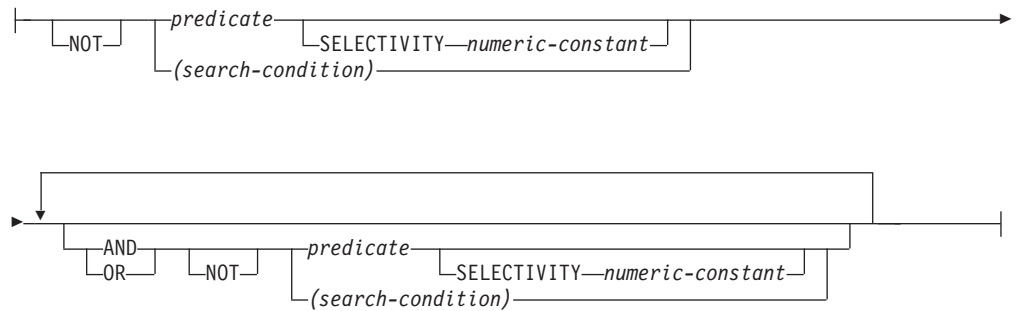 predicate
NOT SELECTIVITY numeric-constant
(search-condition)
AND predicate
OR NOT SELECTIVITY numeric-constant
(search-condition)